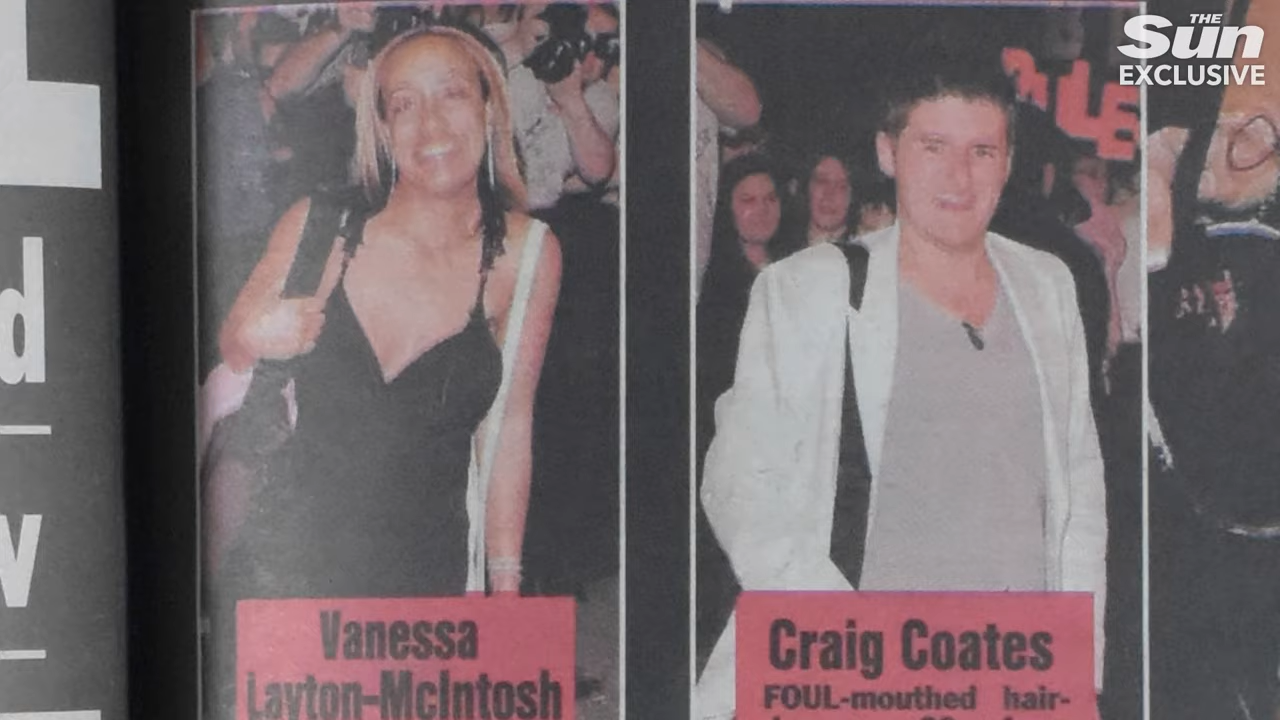 THE
Sun
EXCLUSIVE
d
Vanessa
Layton-McIntosh
Craig Coates
FOUL-mouthed hair-